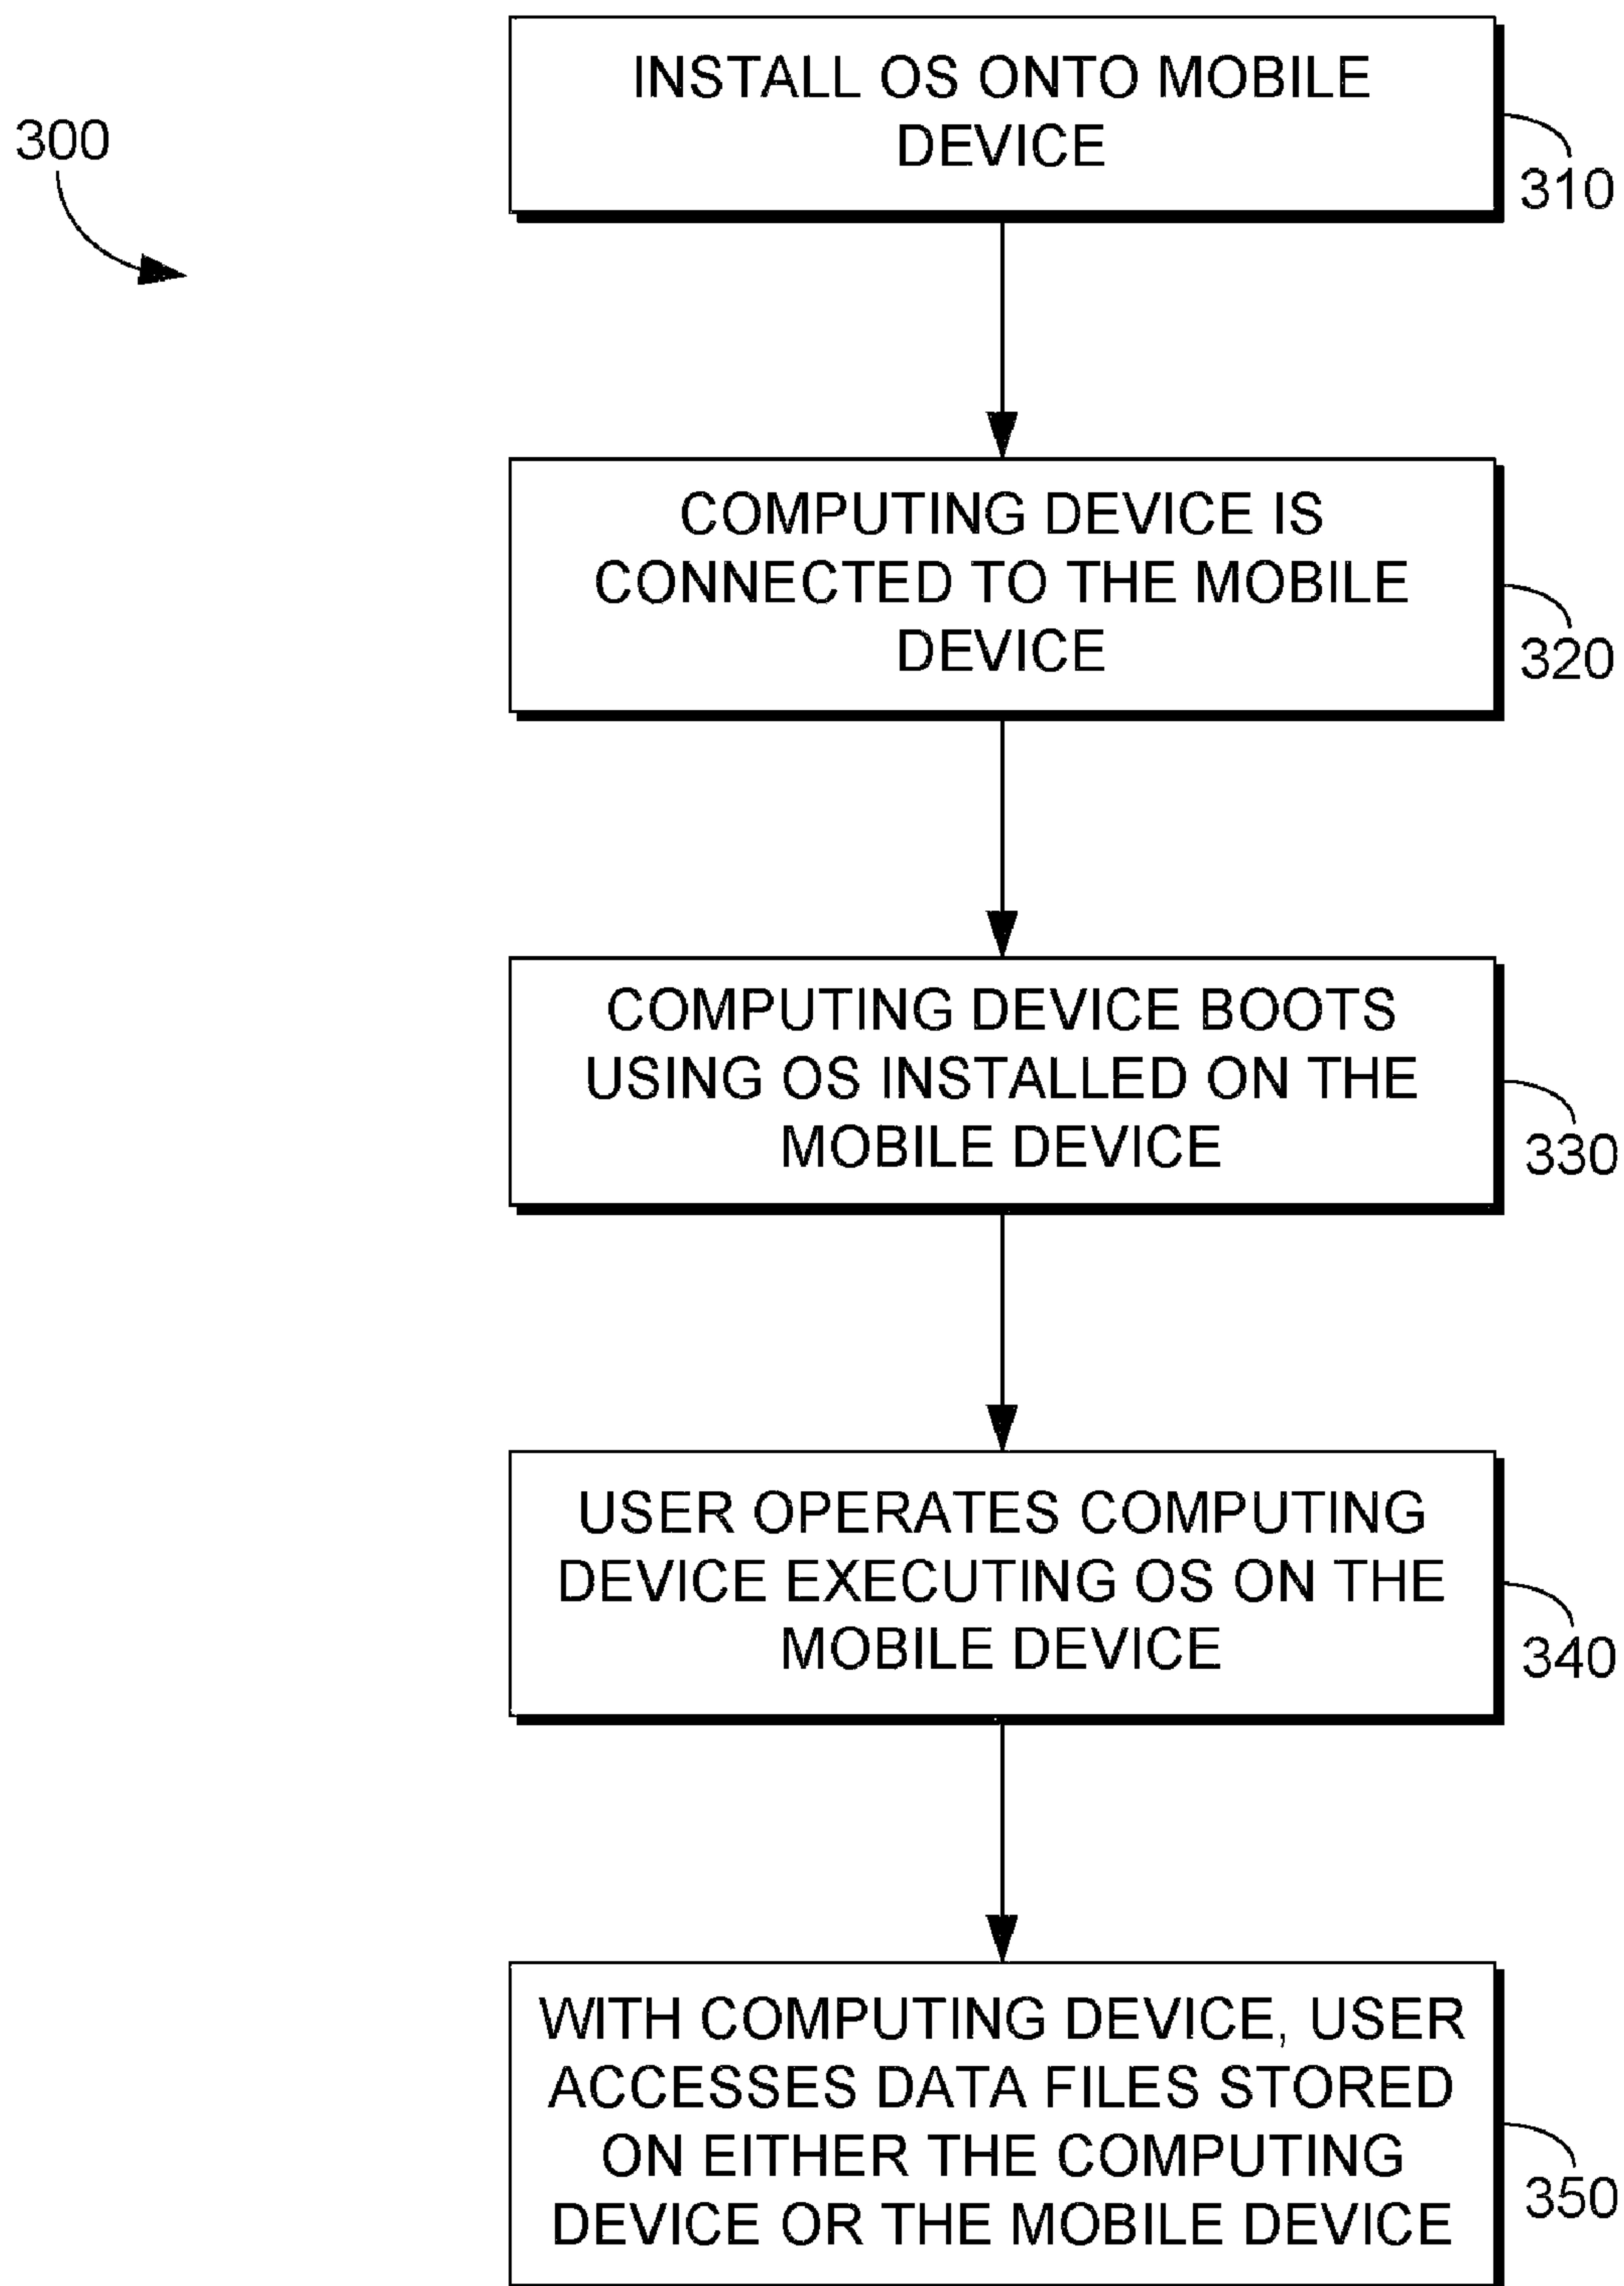 INSTALL OS ONTO MOBILE
DEVICE
300
310
COMPUTING DEVICE IS
CONNECTED TO THE MOBILE
DEVICE
320
COMPUTING DEVICE BOOTS
USING OS INSTALLED ON THE
MOBILE DEVICE
330
USER OPERATES COMPUTING
DEVICE EXECUTING OS ON THE
MOBILE DEVICE
340
WITH COMPUTING DEVICE, USER
ACCESSES DATA FILES STORED
ON EITHER THE COMPUTING
DEVICE OR THE MOBILE DEVICE
350